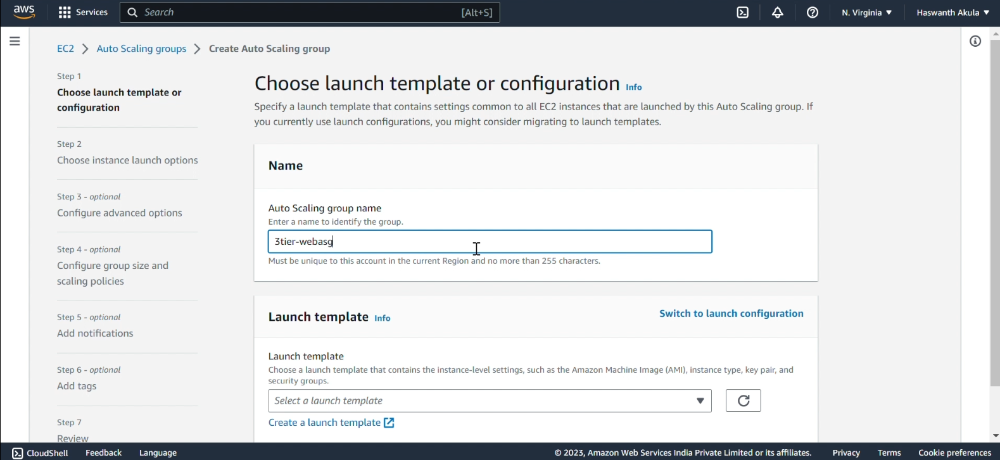 aws Services Search [Alt+S] N. Virginia Haswanth Akula
EC2 Auto Scaling groups Create Auto Scaling group
Step 1
Choose launch template or
configuration
Step 2
Choose instance launch options
Step 3 - optional
Configure advanced options
Step 4 - optional
Configure group size and
scaling policies
Step 5 - optional
Add notifications
Step 6 - optional
Add tags
Step 7
Review
Choose launch template or configuration Info
Specify a launch template that contains settings common to all EC2 instances that are launched by this Auto Scaling group. If
you currently use launch configurations, you might consider migrating to launch templates.
Name
Auto Scaling group name
Enter a name to identify the group.
3tier-webasg
Must be unique to this account in the current Region and no more than 255 characters.
Launch template Info Switch to launch configuration
Launch template
Choose a launch template that contains the instance-level settings, such as the Amazon Machine Image (AMI), instance type, key pair, and
security groups.
Select a launch template
Create a launch template
CloudShell Feedback Language © 2023, Amazon Web Services India Private Limited or its affiliates. Privacy Terms Cookie preferences